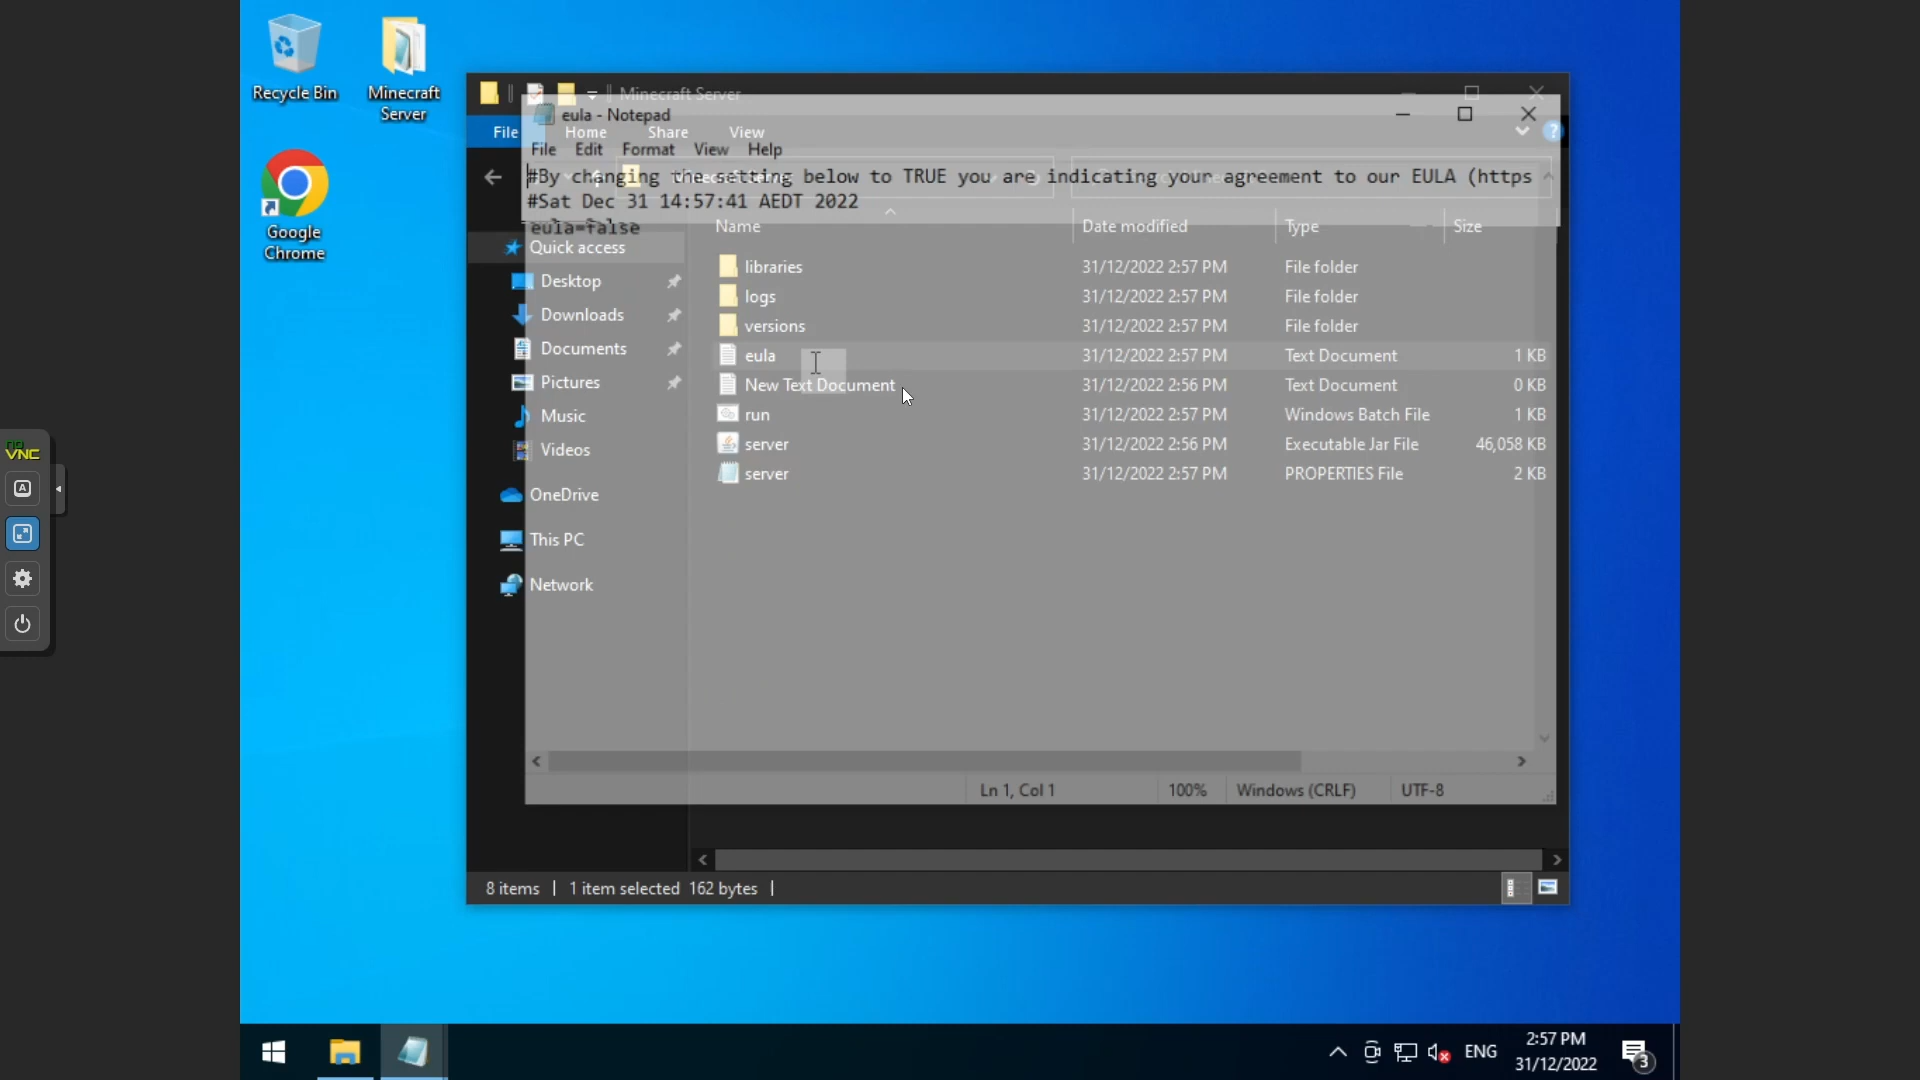 Recycle Bin
Minecraft Server
Google Chrome
Minecraft Server
File Home Share View
eula - Notepad
File Edit Format View Help
#By changing the setting below to TRUE you are indicating your agreement to our EULA (https
#Sat Dec 31 14:57:41 AEDT 2022
eula=false
Quick access
Desktop
Downloads
Documents
Pictures
Music
Videos
OneDrive
This PC
Network
Name Date modified Type Size
libraries 31/12/2022 2:57 PM File folder
logs 31/12/2022 2:57 PM File folder
versions 31/12/2022 2:57 PM File folder
eula 31/12/2022 2:57 PM Text Document 1 KB
New Text Document 31/12/2022 2:56 PM Text Document 0 KB
run 31/12/2022 2:57 PM Windows Batch File 1 KB
server 31/12/2022 2:56 PM Executable Jar File 46,058 KB
server 31/12/2022 2:57 PM PROPERTIES File 2 KB
Ln 1, Col 1 100% Windows (CRLF) UTF-8
8 items 1 item selected 162 bytes
no
VNC
A
ENG
2:57 PM
31/12/2022
3